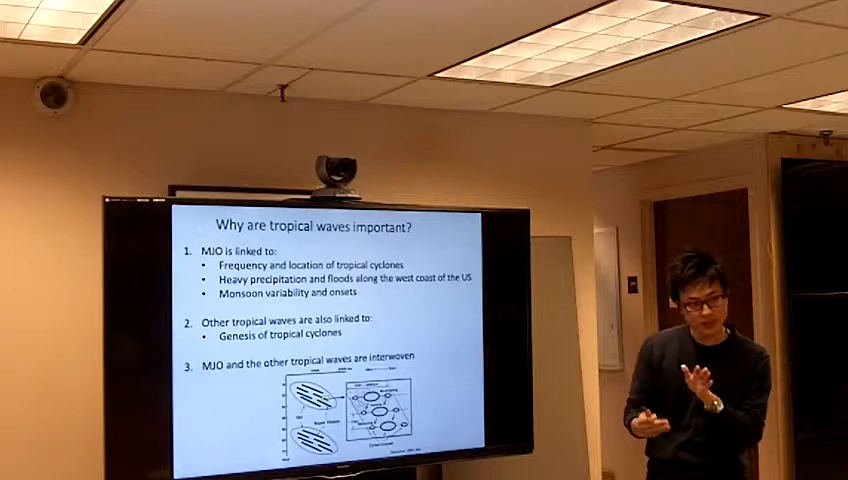 Why are tropical waves important?
1. MJO is linked to:
• Frequency and location of tropical cyclones
• Heavy precipitation and floods along the west coast of the US
• Monsoon variability and onsets
2. Other tropical waves are also linked to:
• Genesis of tropical cyclones
3. MJO and the other tropical waves are interwoven